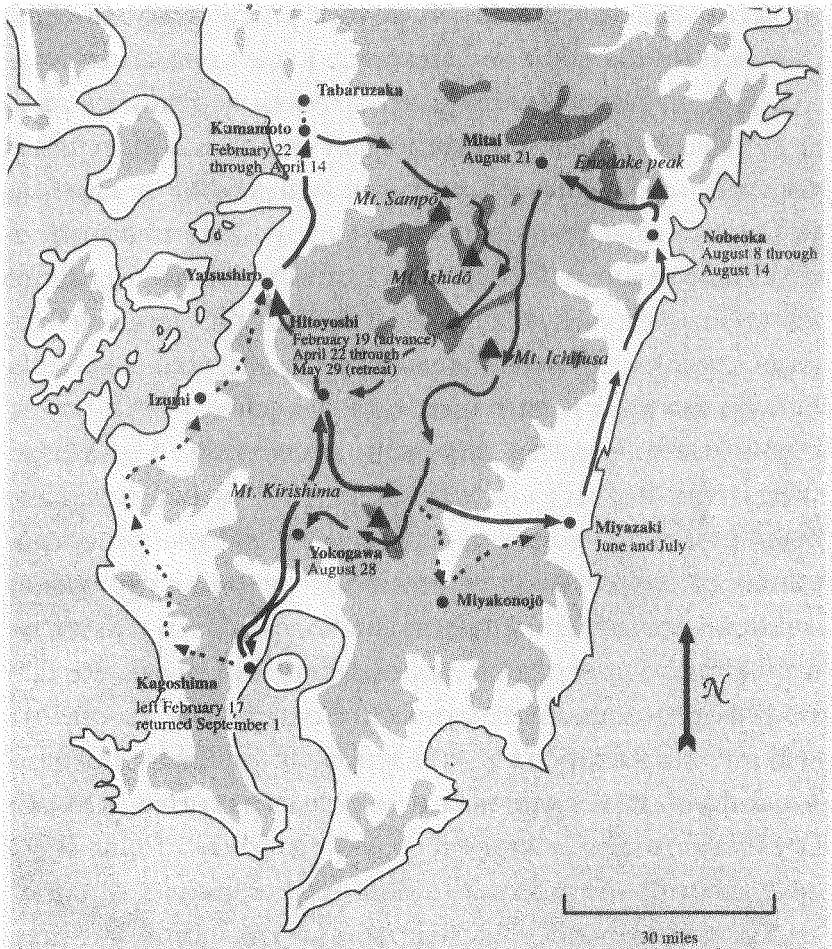 Tabaruzaka
Kumamoto
February 22
through April 14
Mitai
August 21
Enodake peak
Mt. Sampō
Nobeoka
August 8 through
August 14
Yatsushiro
Mt. Ishidō
Hitoyoshi
February 19 (advance)
April 22 through
May 29 (retreat)
Mt. Ichifusa
Izumi
Mt. Kirishima
Yokogawa
August 28
Miyazaki
June and July
Miyakonojō
Kagoshima
left February 17
returned September 1
N
30 miles